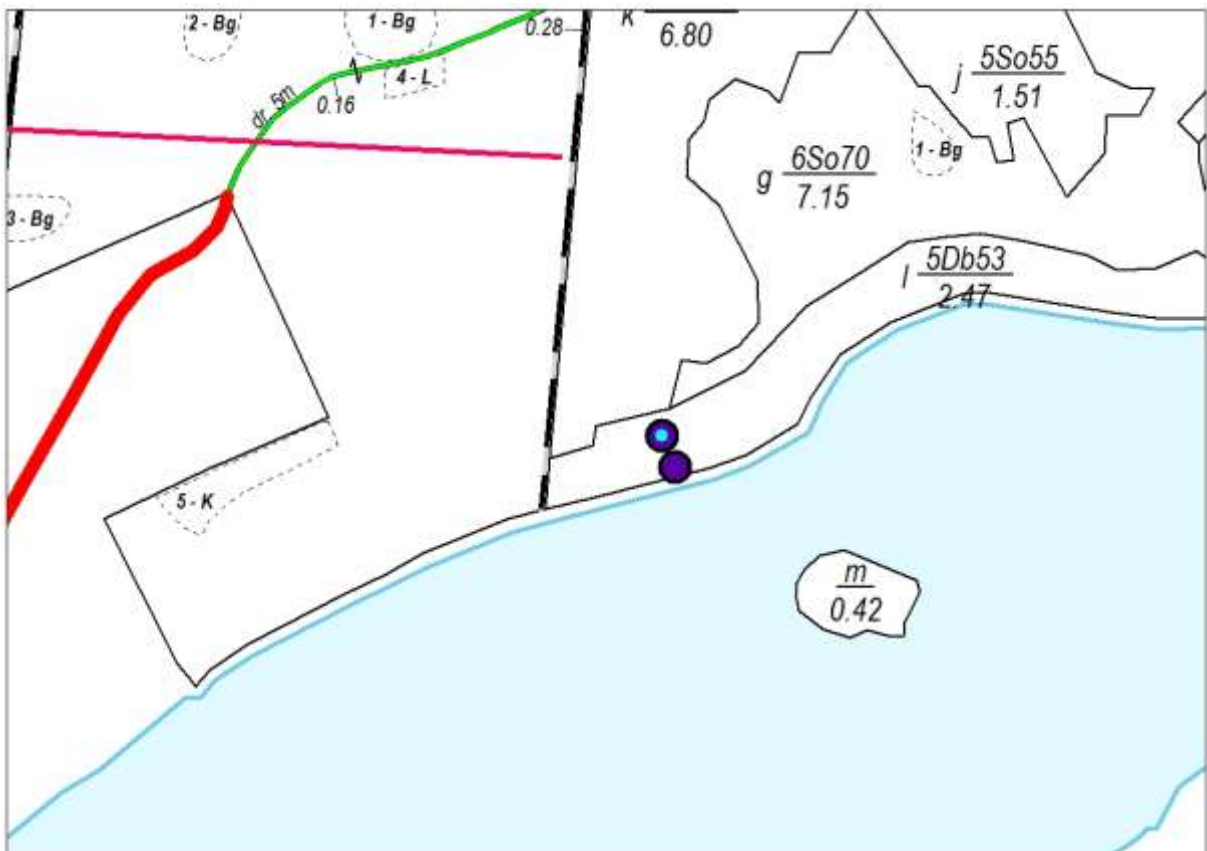 2 - Bg
1 - Bg
0.28
K
6.80
4 - L
0.16
dr. 5m
j 5So55
1.51
g 6So70
7.15
1 - Bg
3 - Bg
l 5Db53
2.47
5 - K
m
0.42